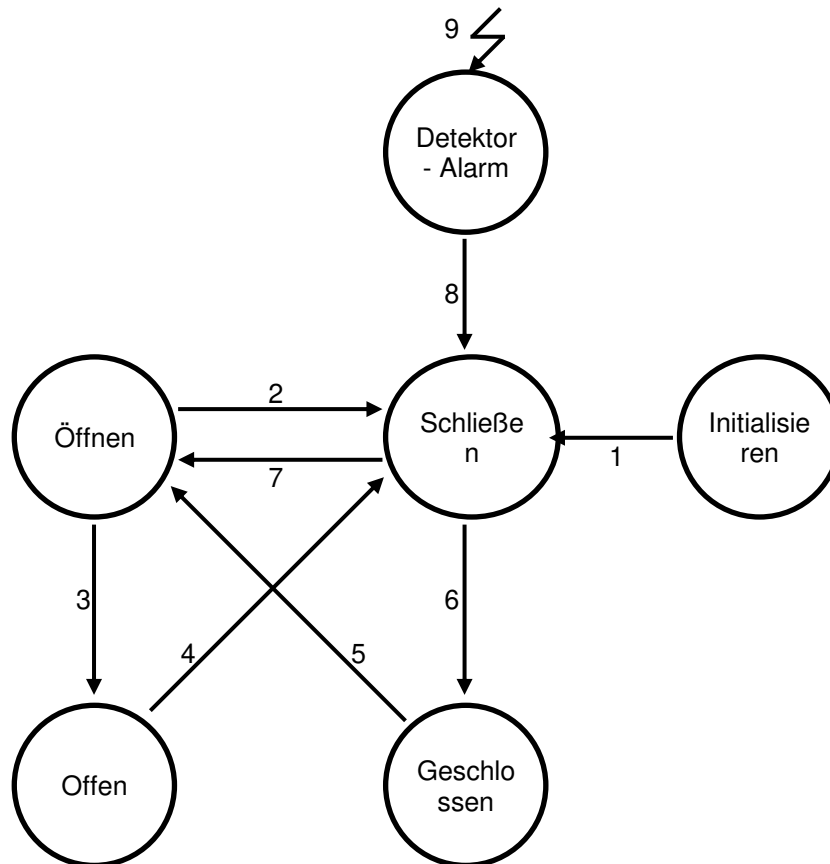 9
Detektor
- Alarm
8
2
Öffnen
Schließe
n
Initialisie
ren
1
7
3
6
4
5
Offen
Geschlo
ssen